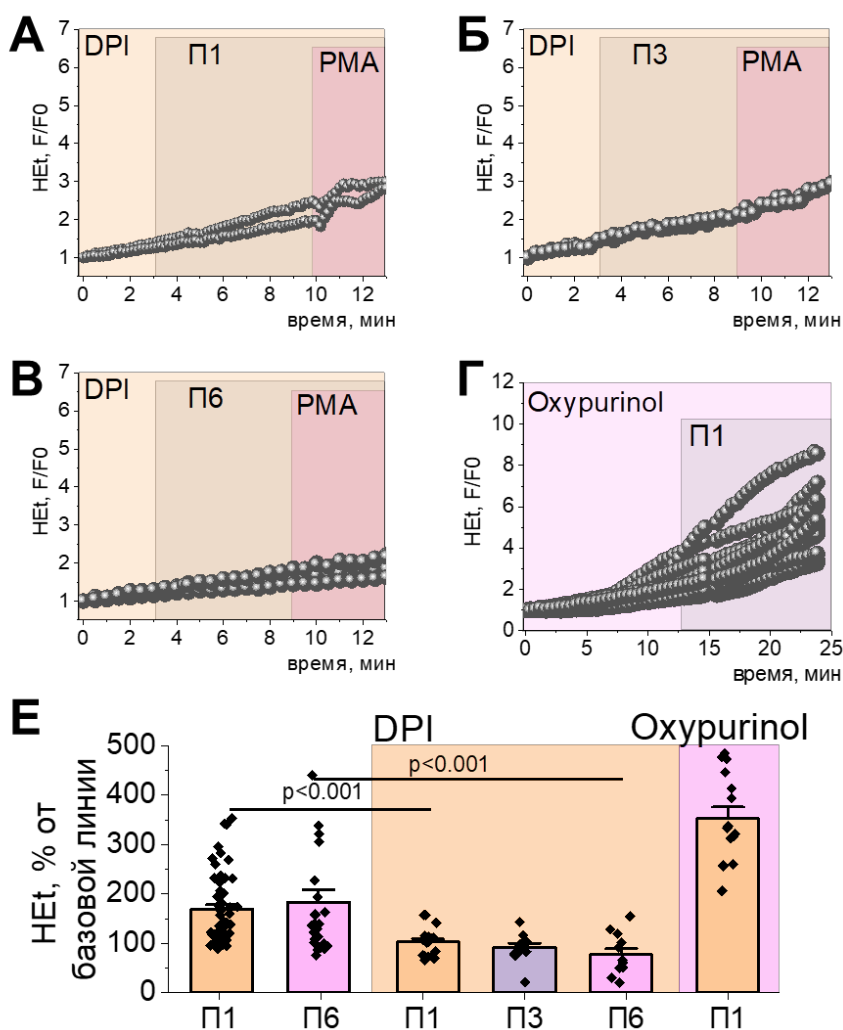 А
7
6
5
4
3
2
1
HEt, F/F0
DPI
П1
PMA
0 2 4 6 8 10 12
время, мин
Б
7
6
5
4
3
2
1
HEt, F/F0
DPI
П3
PMA
0 2 4 6 8 10 12
время, мин
В
7
6
5
4
3
2
1
HEt, F/F0
DPI
П6
PMA
0 2 4 6 8 10 12
время, мин
Г
12
10
8
6
4
2
0
HEt, F/F0
Oxypurinol
П1
0 5 10 15 20 25
время, мин
Е
DPI
Oxypurinol
HEt, % от
базовой линии
500
400
300
200
100
0
p<0.001
p<0.001
П1 П6 П1 П3 П6 П1